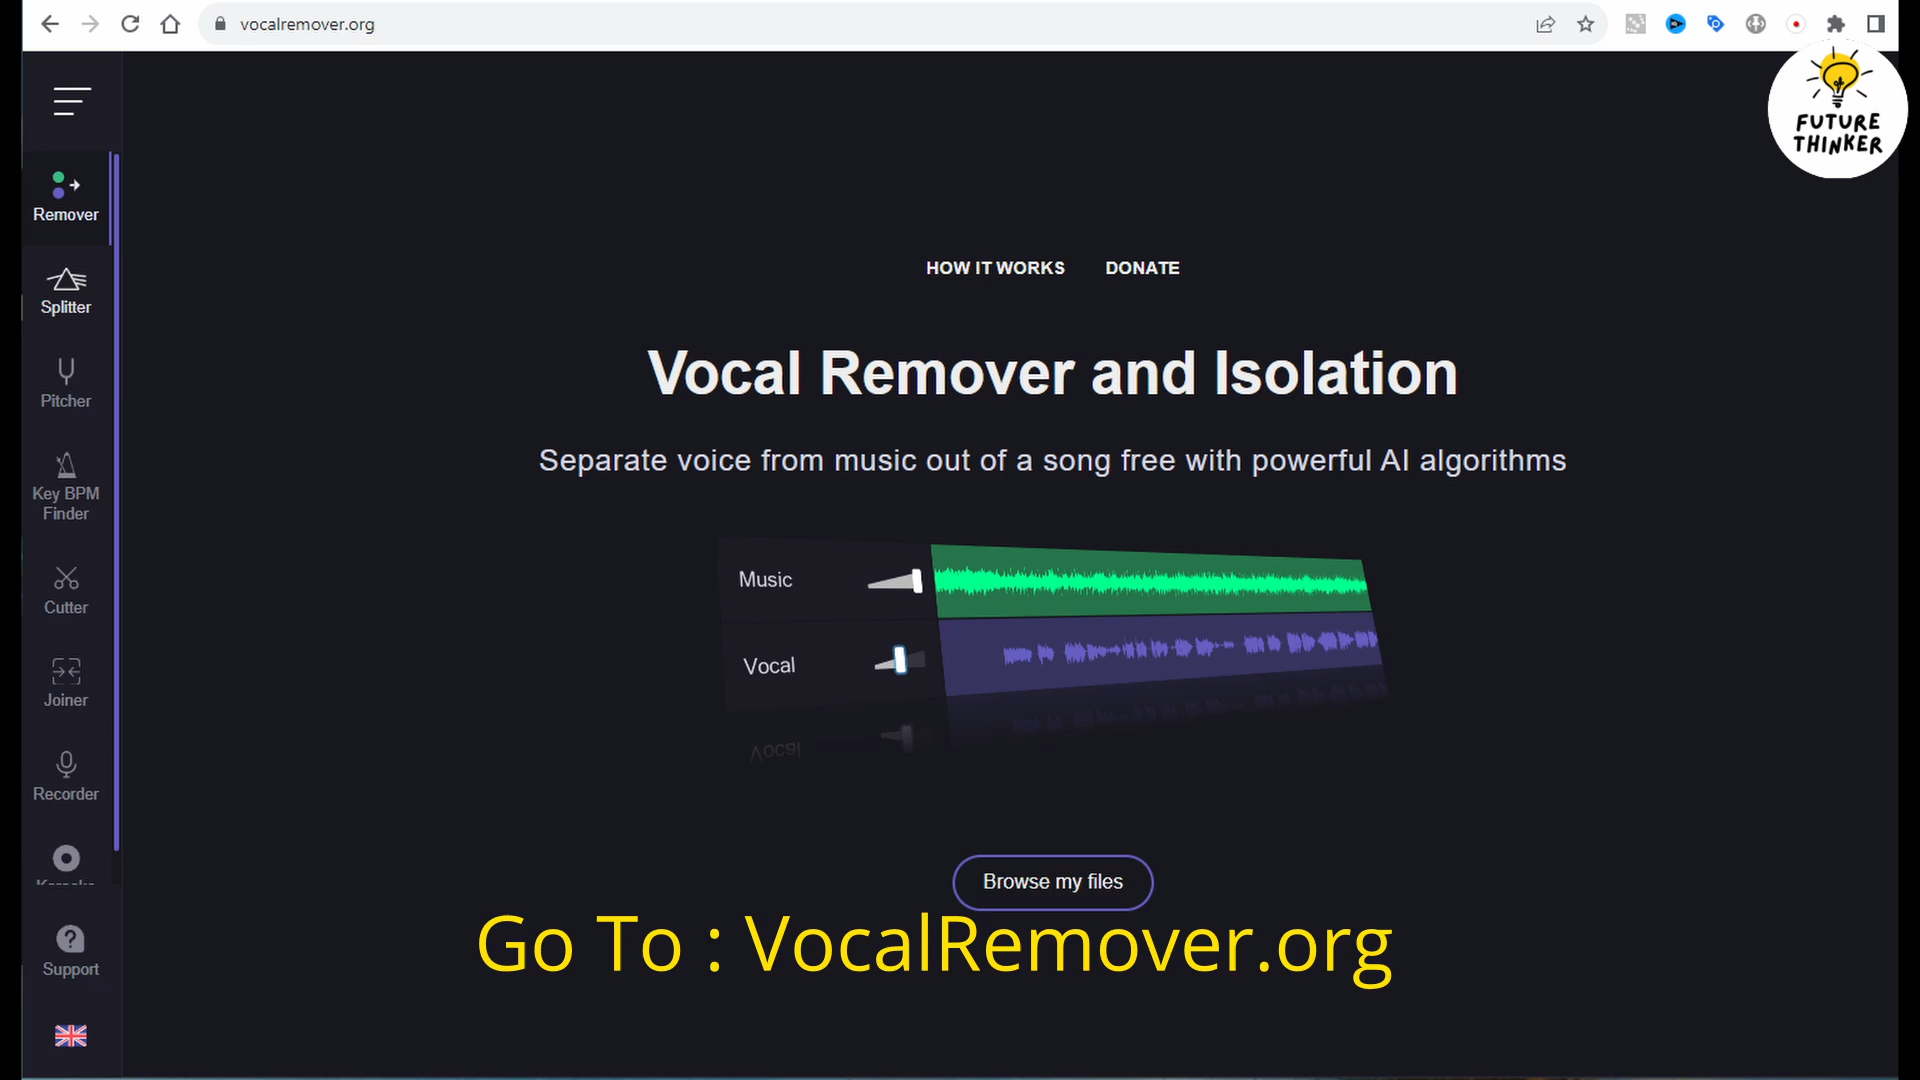 vocalremover.org
FUTURE
THINKER
Remover
Splitter
Pitcher
Key BPM
Finder
Cutter
Joiner
Recorder
Karaoke
Support
HOW IT WORKS DONATE
Vocal Remover and Isolation
Separate voice from music out of a song free with powerful AI algorithms
Music
Vocal
Vocal
Browse my files
Go To : VocalRemover.org